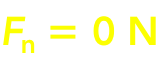 Fₙ = 0 N